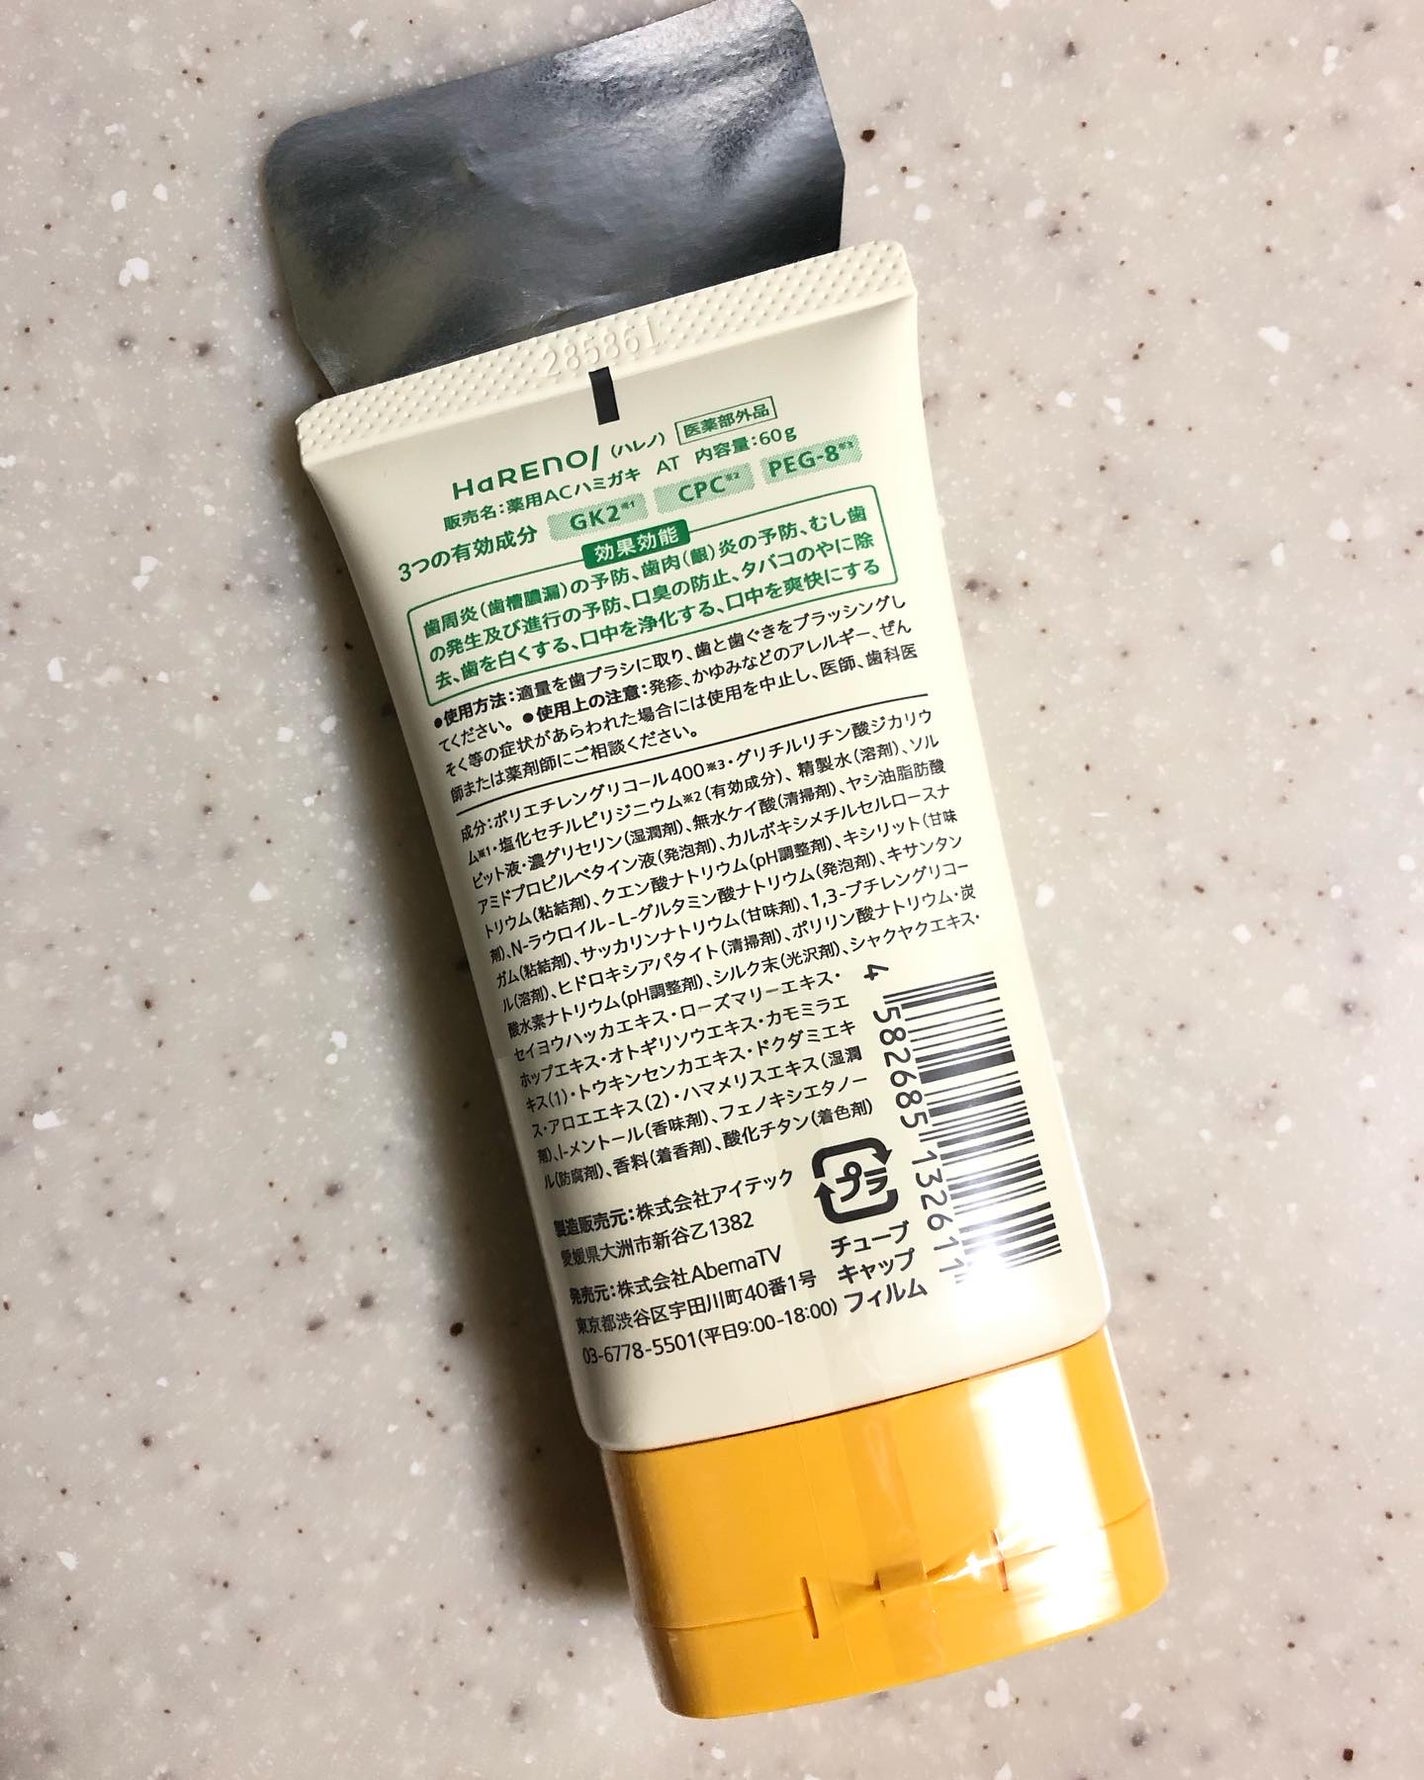 285861
HaRENO/ (ハレノ) 医薬部外品
販売名:薬用ACハミガキ AT 内容量:60g
3つの有効成分 GK2※1 CPC※2 PEG-8※3
効果効能
歯周炎(歯槽膿漏)の予防、歯肉(齦)炎の予防、むし歯
の発生及び進行の予防、口臭の防止、タバコのやに除
去、歯を白くする、口中を浄化する、口中を爽快にする
●使用方法:適量を歯ブラシに取り、歯と歯ぐきをブラッシングし
てください。●使用上の注意:発疹、かゆみなどのアレルギー、ぜん
そく等の症状があらわれた場合には使用を中止し、医師、歯科医
師または薬剤師にご相談ください。
成分:ポリエチレングリコール400※3・グリチルリチン酸ジカリウ
ム※1・塩化セチルピリジニウム※2(有効成分)、精製水(溶剤)、ソル
ビット液・濃グリセリン(湿潤剤)、無水ケイ酸(清掃剤)、ヤシ油脂肪酸
アミドプロピルベタイン液(発泡剤)、カルボキシメチルセルロースナ
トリウム(粘結剤)、クエン酸ナトリウム(pH調整剤)、キシリット(甘味
剤)、N-ラウロイル-L-グルタミン酸ナトリウム(発泡剤)、キサンタン
ガム(粘結剤)、サッカリンナトリウム(甘味剤)、1,3-ブチレングリコー
ル(溶剤)、ヒドロキシアパタイト(清掃剤)、ポリリン酸ナトリウム・炭
酸水素ナトリウム(pH調整剤)、シルク末(光沢剤)、シャクヤクエキス・
セイヨウハッカエキス・ローズマリーエキス・
ホップエキス・オトギリソウエキス・カモミラエ
キス(1)・トウキンセンカエキス・ドクダミエキ
ス・アロエエキス(2)・ハマメリスエキス(湿潤
剤)、l-メントール(香味剤)、フェノキシエタノー
ル(防腐剤)、香料(着香剤)、酸化チタン(着色剤)
4 582685 132611
製造販売元:株式会社アイテック
愛媛県大洲市新谷乙1382
発売元:株式会社AbemaTV
東京都渋谷区宇田川町40番1号
03-6778-5501(平日9:00-18:00)
プラ
チューブ
キャップ
フィルム